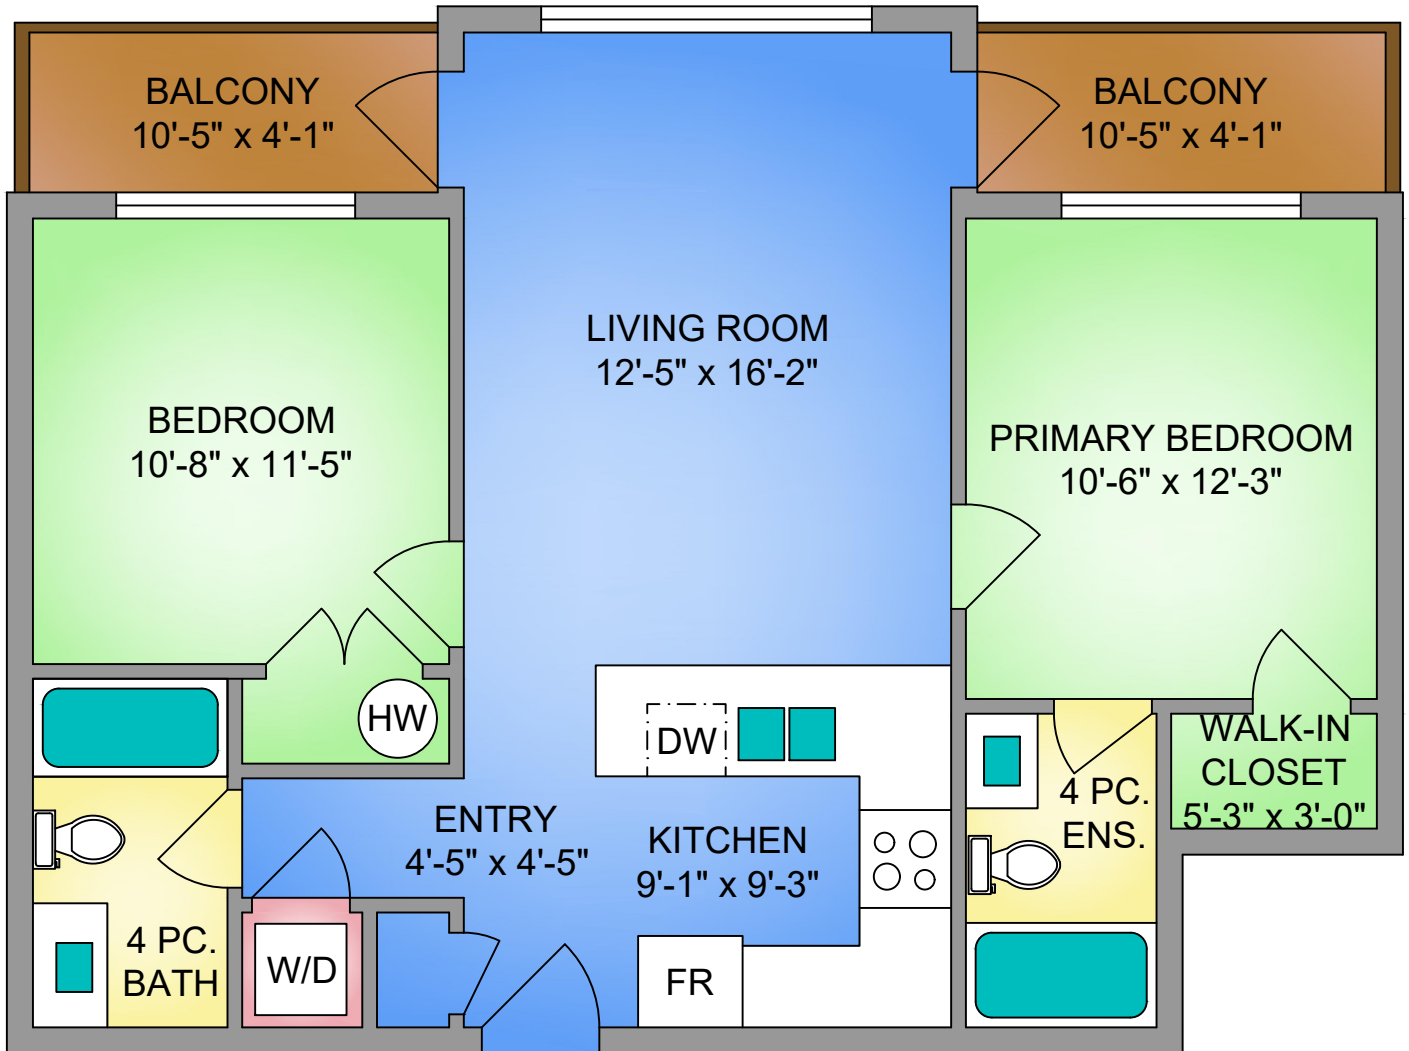 BALCONY
10'-5" x 4'-1"
BALCONY
10'-5" x 4'-1"
LIVING ROOM
12'-5" x 16'-2"
BEDROOM
10'-8" x 11'-5"
PRIMARY BEDROOM
10'-6" x 12'-3"
HW
DW
WALK-IN
CLOSET
5'-3" x 3'-0"
4 PC.
ENS.
ENTRY
4'-5" x 4'-5"
KITCHEN
9'-1" x 9'-3"
4 PC.
BATH
W/D
FR